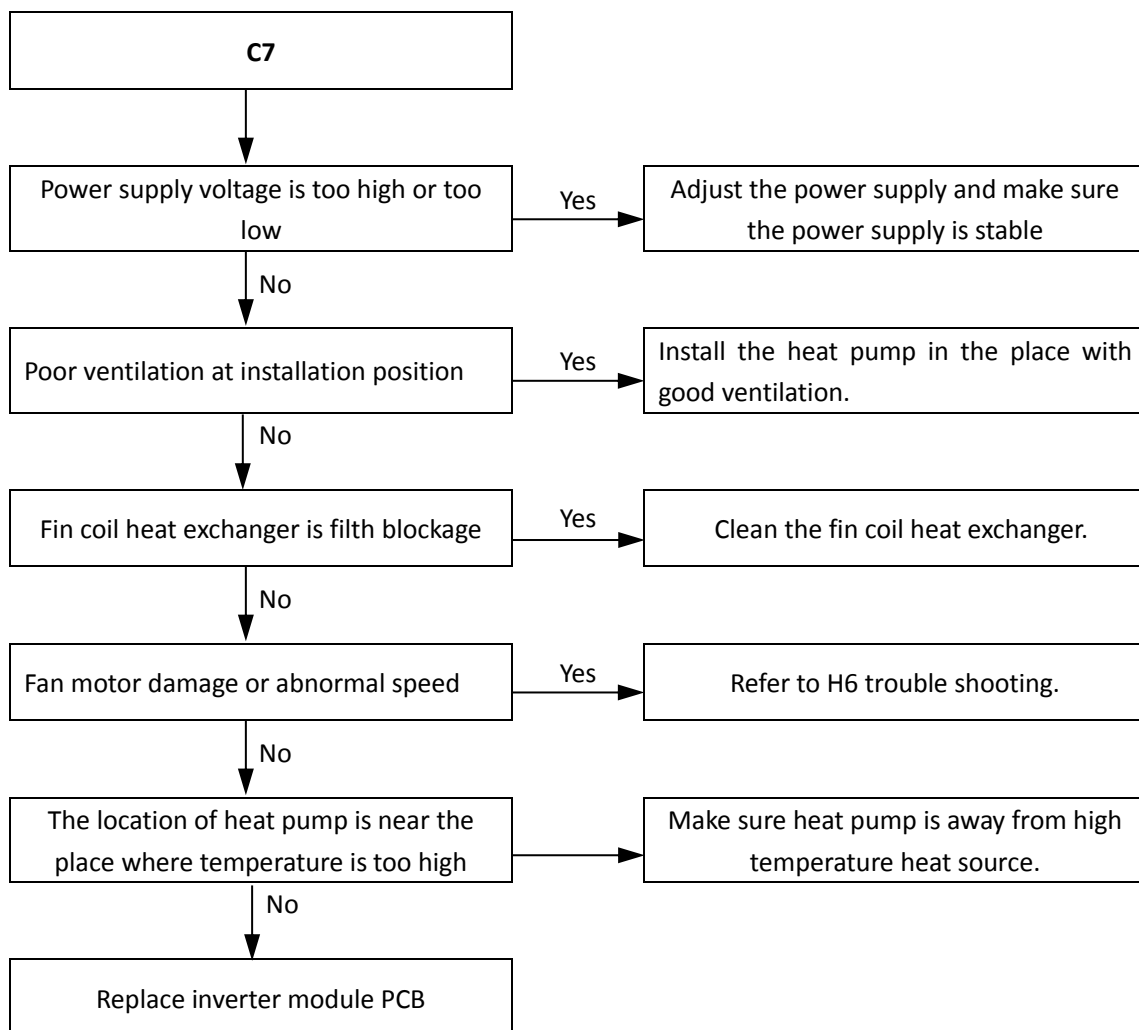 C7
Power supply voltage is too high or too
low
Yes
Adjust the power supply and make sure
the power supply is stable
No
Poor ventilation at installation position
Yes
Install the heat pump in the place with
good ventilation.
No
Fin coil heat exchanger is filth blockage
Yes
Clean the fin coil heat exchanger.
No
Fan motor damage or abnormal speed
Yes
Refer to H6 trouble shooting.
No
The location of heat pump is near the
place where temperature is too high
Make sure heat pump is away from high
temperature heat source.
No
Replace inverter module PCB